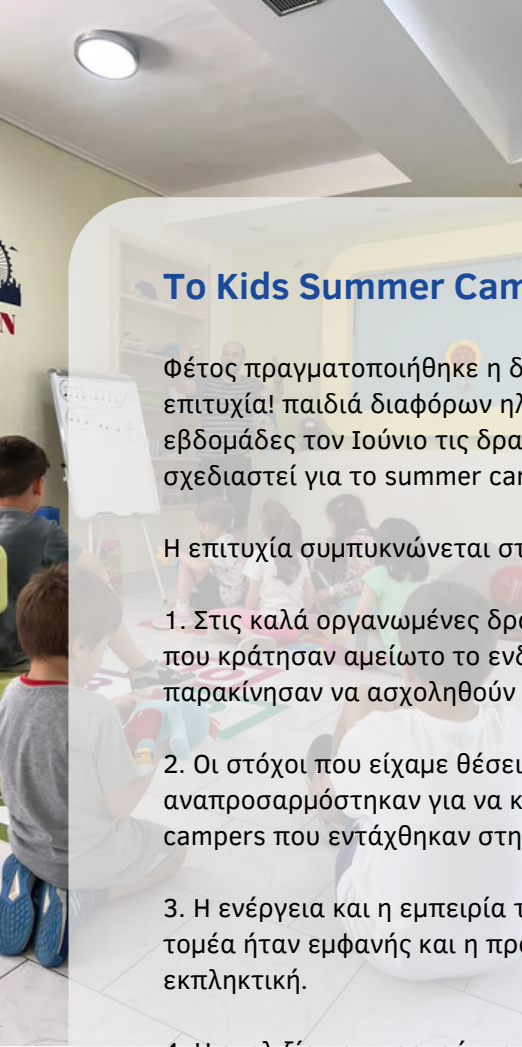 To Kids Summer Cam
Φέτος πραγματοποιήθηκε η δ
επιτυχία! παιδιά διαφόρων ηλ
εβδομάδες τον Ιούνιο τις δρα
σχεδιαστεί για το summer car
Η επιτυχία συμπυκνώνεται στ
1. Στις καλά οργανωμένες δρα
που κράτησαν αμείωτο το ενδ
παρακίνησαν να ασχοληθούν
2. Οι στόχοι που είχαμε θέσει
αναπροσαρμόστηκαν για να κ
campers που εντάχθηκαν στη
3. Η ενέργεια και η εμπειρία τ
τομέα ήταν εμφανής και η προ
εκπληκτική.